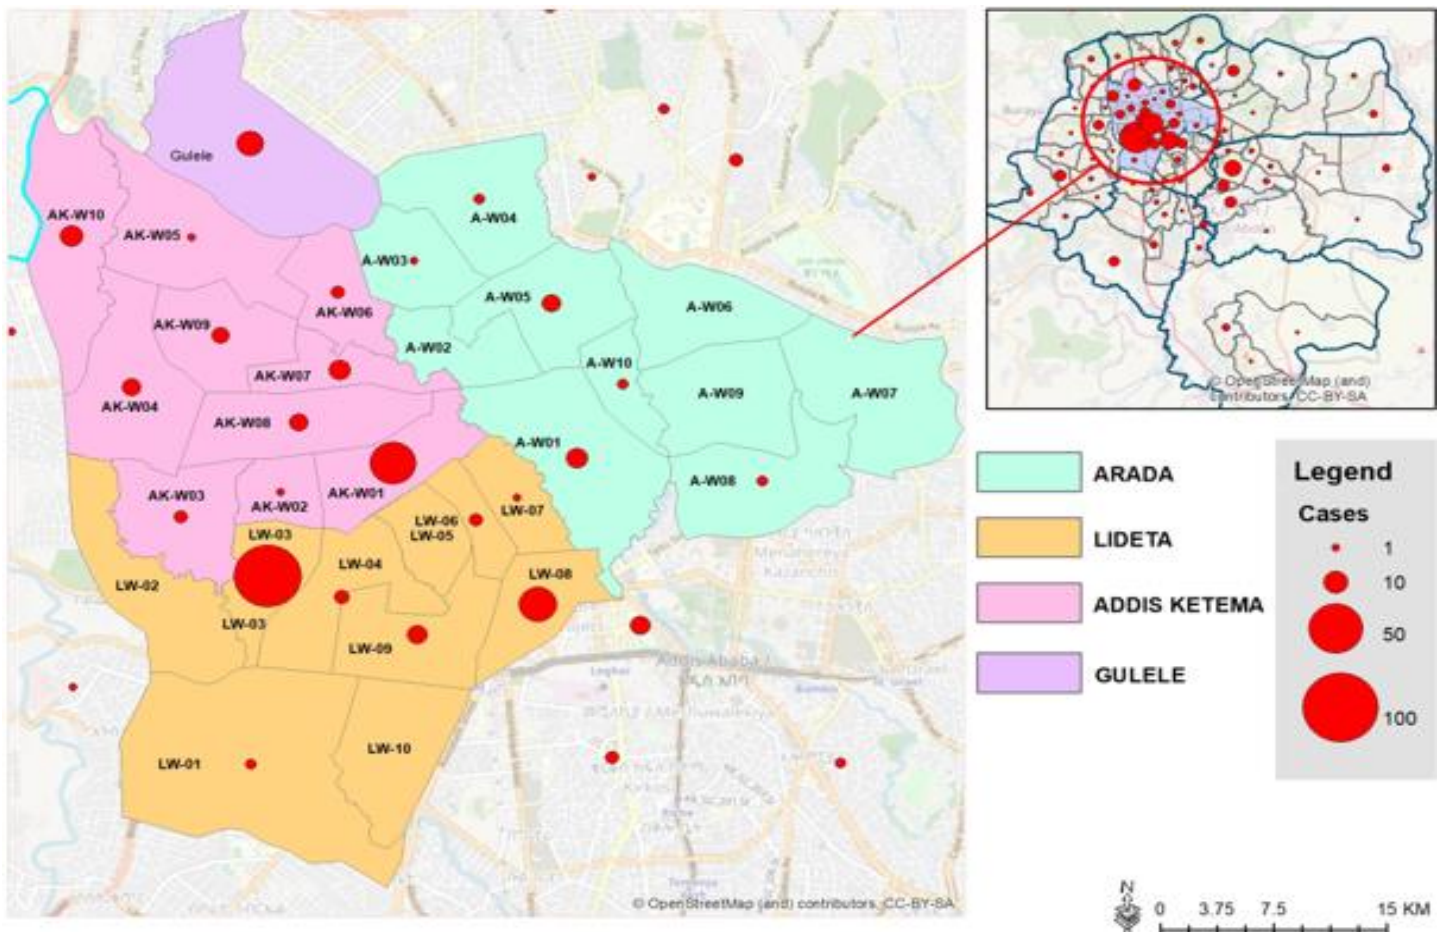 Gulele
AK-W10
AK-W05
A-W04
A-W03
AK-W06
A-W05
A-W06
AK-W09
A-W02
A-W10
AK-W07
A-W09
A-W07
AK-W04
AK-W08
A-W01
A-W08
AK-W03
AK-W02
AK-W01
LW-06
LW-07
LW-05
LW-03
LW-04
LW-08
LW-02
LW-03
LW-09
LW-10
LW-01
Addis Ababa /
© OpenStreetMap (and) contributors, CC-BY-SA
© OpenStreetMap (and)
contributors, CC-BY-SA
ARADA
LIDETA
ADDIS KETEMA
GULELE
Legend
Cases
1
10
50
100
N
0 3.75 7.5 15 KM